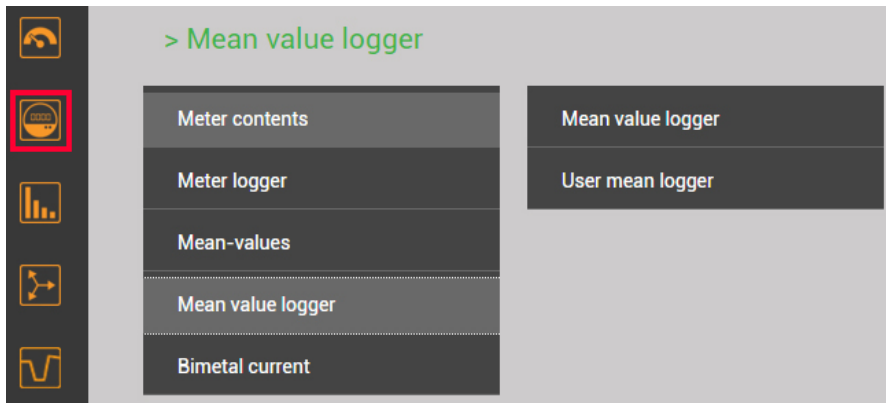 > Mean value logger
Meter contents
Meter logger
Mean-values
Mean value logger
Bimetal current
Mean value logger
User mean logger